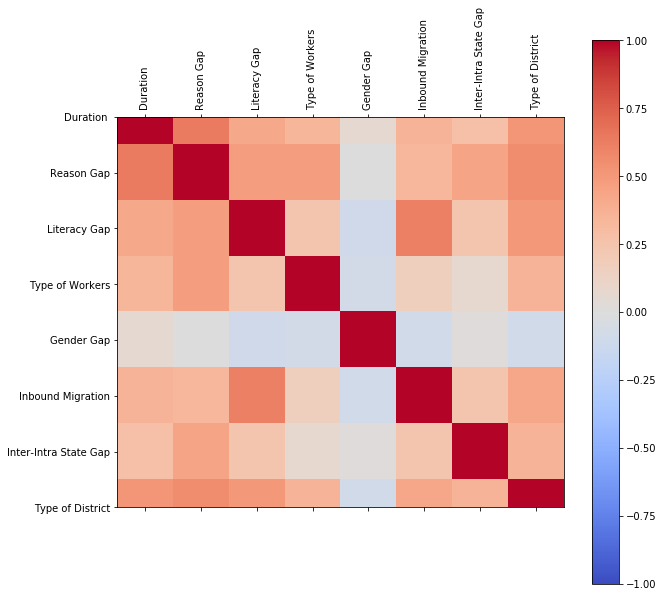 Duration
Reason Gap
Literacy Gap
Type of Workers
Gender Gap
Inbound Migration
Inter-Intra State Gap
Type of District
Duration
Reason Gap
Literacy Gap
Type of Workers
Gender Gap
Inbound Migration
Inter-Intra State Gap
Type of District
1.00
0.75
0.50
0.25
0.00
−0.25
−0.50
−0.75
−1.00